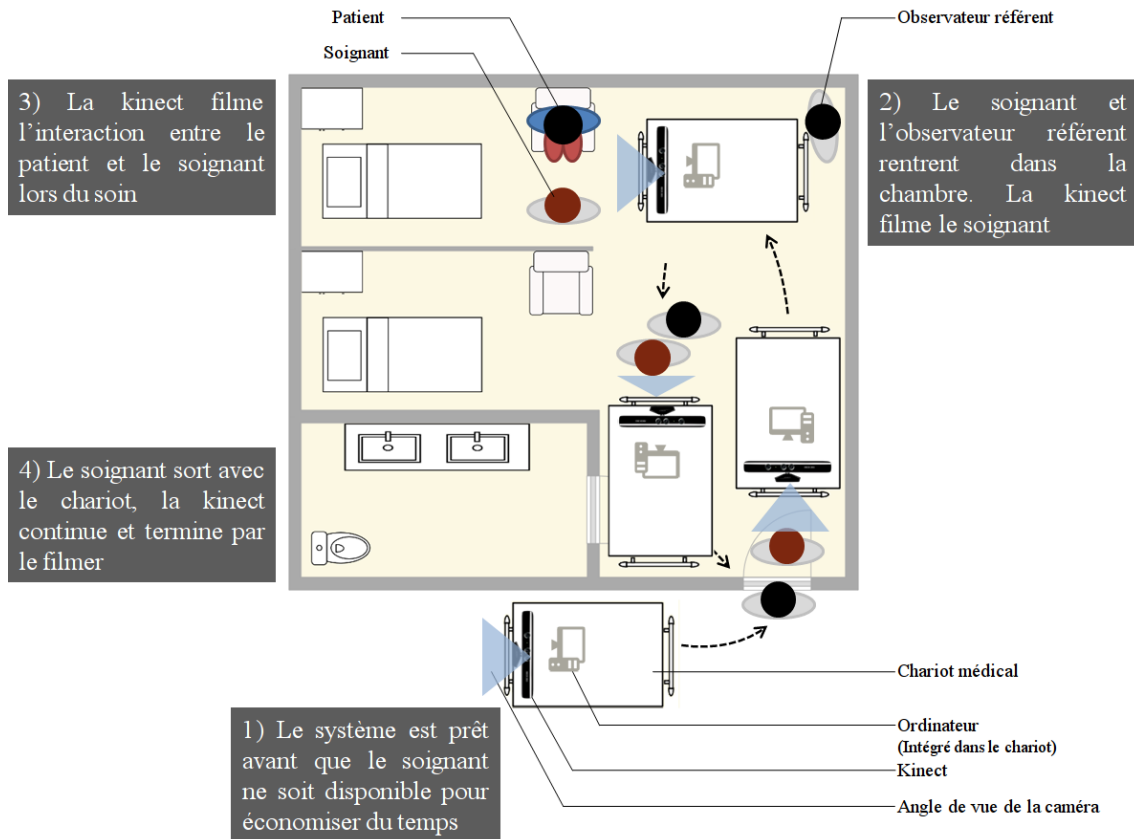 Patient
Soignant
Observateur référent
3) La kinect filme
l'interaction entre le
patient et le soignant
lors du soin
2) Le soignant et
l'observateur référent
rentrent dans la
chambre. La kinect
filme le soignant
4) Le soignant sort avec
le chariot, la kinect
continue et termine par
le filmer
1) Le système est prêt
avant que le soignant
ne soit disponible pour
économiser du temps
Chariot médical
Ordinateur
(Intégré dans le chariot)
Kinect
Angle de vue de la caméra